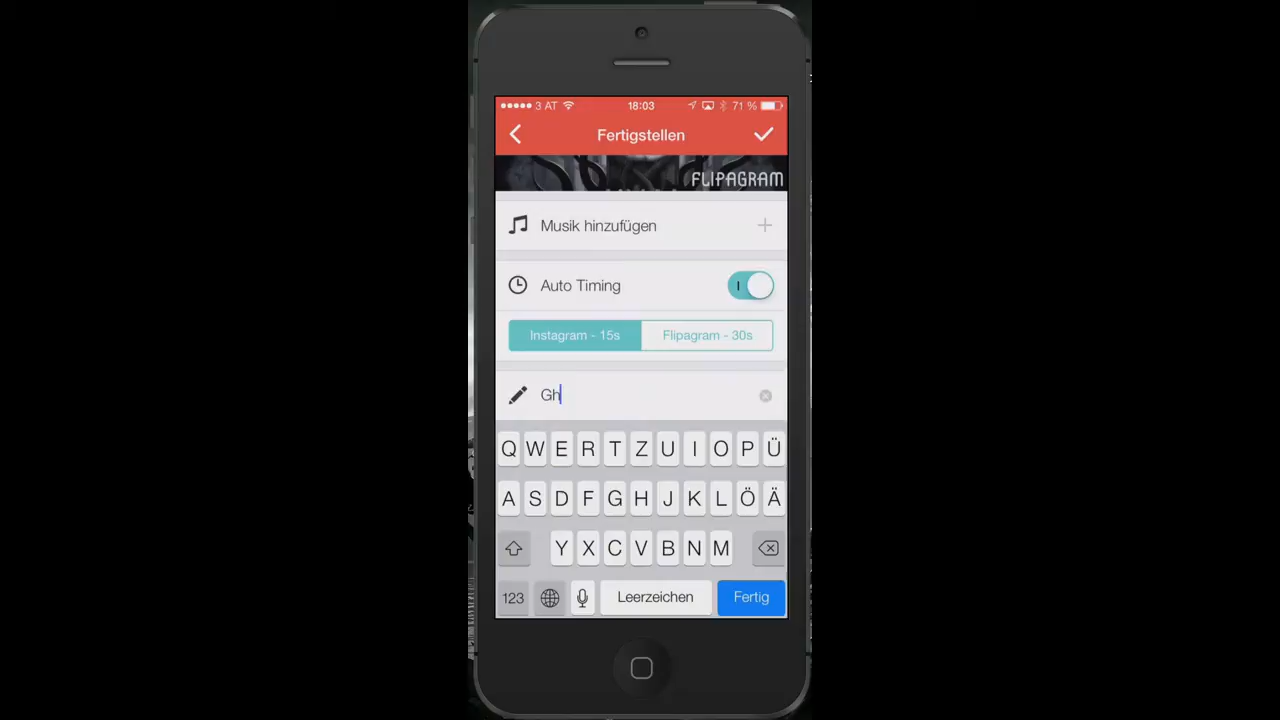 3 AT 18:03 71 %
Fertigstellen
FLIPAGRAM
Musik hinzufügen
Auto Timing
Instagram - 15s Flipagram - 30s
Gh
Q W E R T Z U I O P Ü
A S D F G H J K L Ö Ä
Y X C V B N M
123 Leerzeichen Fertig